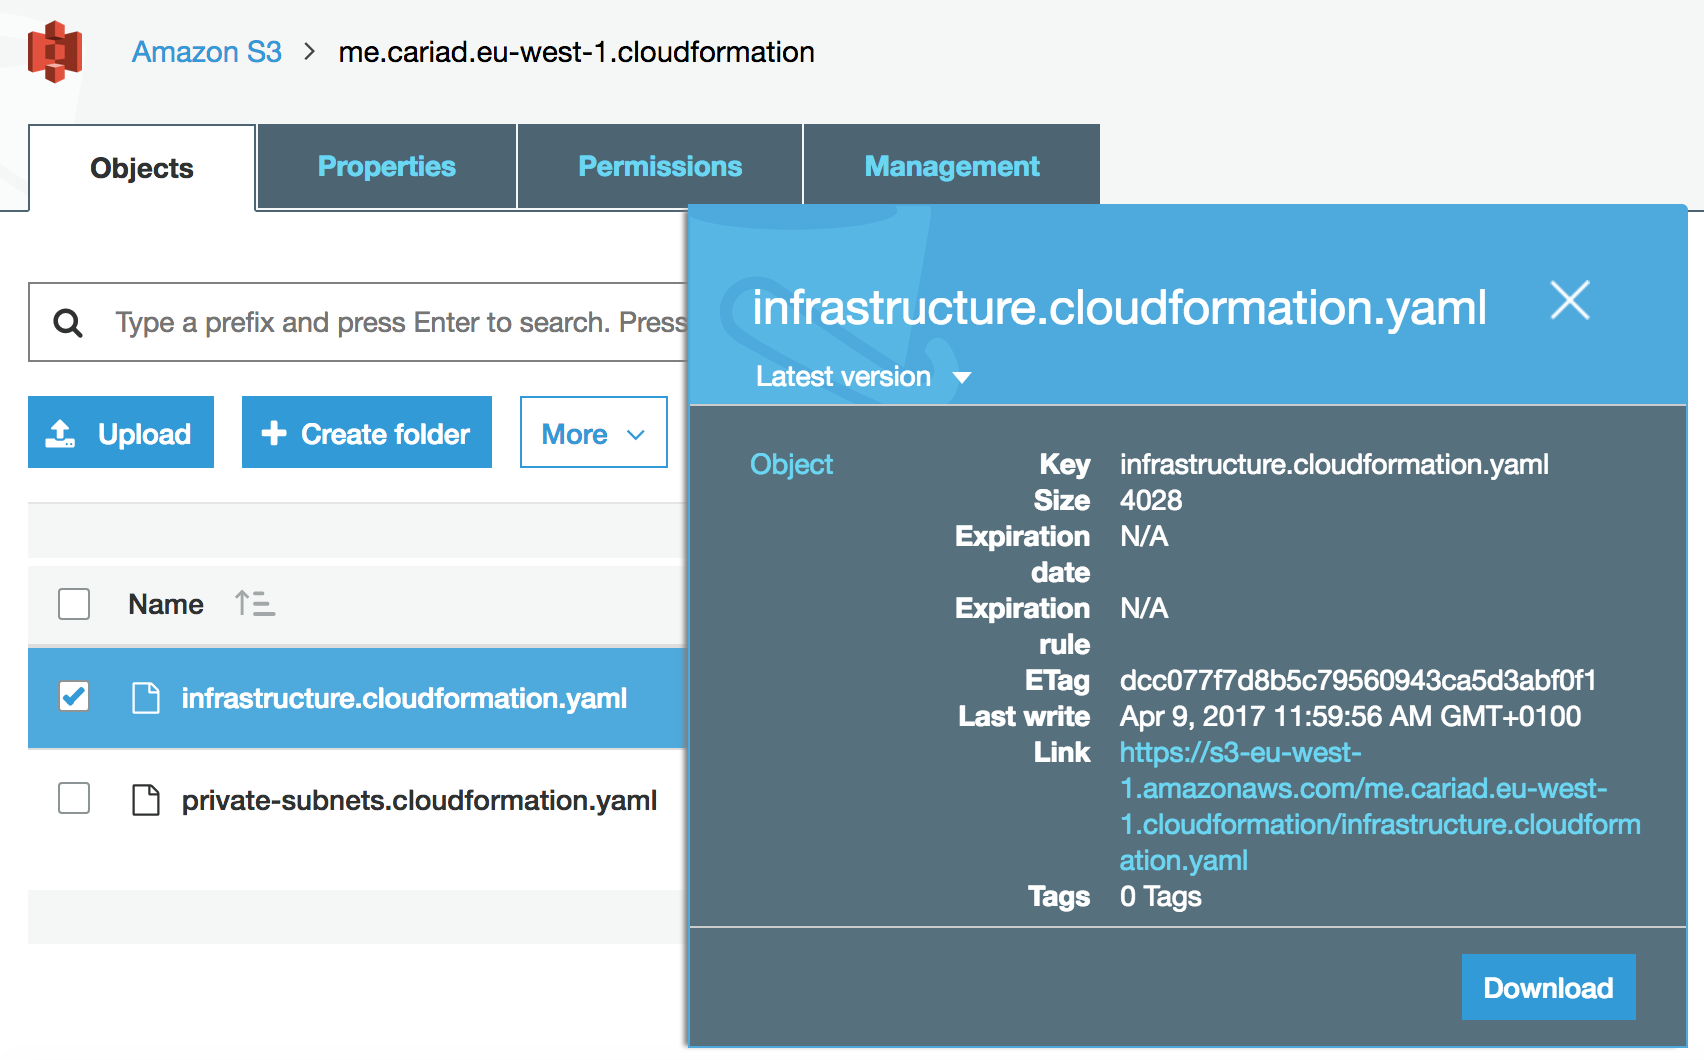 Amazon S3 > me.cariad.eu-west-1.cloudformation
Objects
Properties
Permissions
Management
Type a prefix and press Enter to search. Press
Upload
Create folder
More
Name
infrastructure.cloudformation.yaml
private-subnets.cloudformation.yaml
infrastructure.cloudformation.yaml
Latest version
Object
Key infrastructure.cloudformation.yaml
Size 4028
Expiration N/A
date
Expiration N/A
rule
ETag dcc077f7d8b5c79560943ca5d3abf0f1
Last write Apr 9, 2017 11:59:56 AM GMT+0100
Link https://s3-eu-west-
1.amazonaws.com/me.cariad.eu-west-
1.cloudformation/infrastructure.cloudform
ation.yaml
Tags 0 Tags
Download